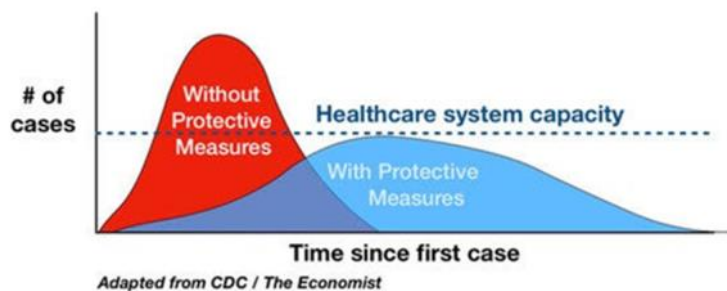 # of
cases
Without
Protective
Measures
Healthcare system capacity
With Protective
Measures
Time since first case
Adapted from CDC / The Economist